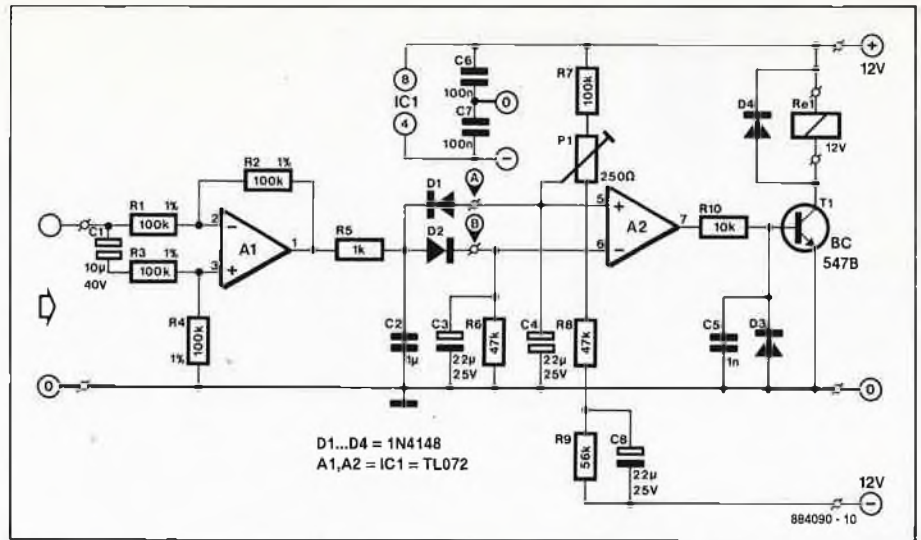 +
12V
C6
100n
8
IC1
4
0
C7
100n
−
R7
100k
P1
250Ω
D4
Re1
12V
T1
BC
547B
R2 1%
100k
R1 1%
100k
C1
10µ
40V
R3 1%
100k
2
−
3
+
A1
1
R4
100k
1%
R5
1k
D1
A
D2
B
5
+
6
−
A2
7
R10
10k
C2
1µ
C3
22µ
25V
R6
47k
C4
22µ
25V
R8
47k
C5
1n
D3
0
0
R9
56k
C8
22µ
25V
12V
−
D1...D4 = 1N4148
A1,A2 = IC1 = TL072
884090 - 10